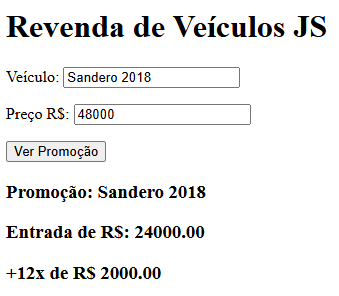 Revenda de Veículos JS
Veículo: Sandero 2018
Preço R$: 48000
Ver Promoção
Promoção: Sandero 2018
Entrada de R$: 24000.00
+12x de R$ 2000.00